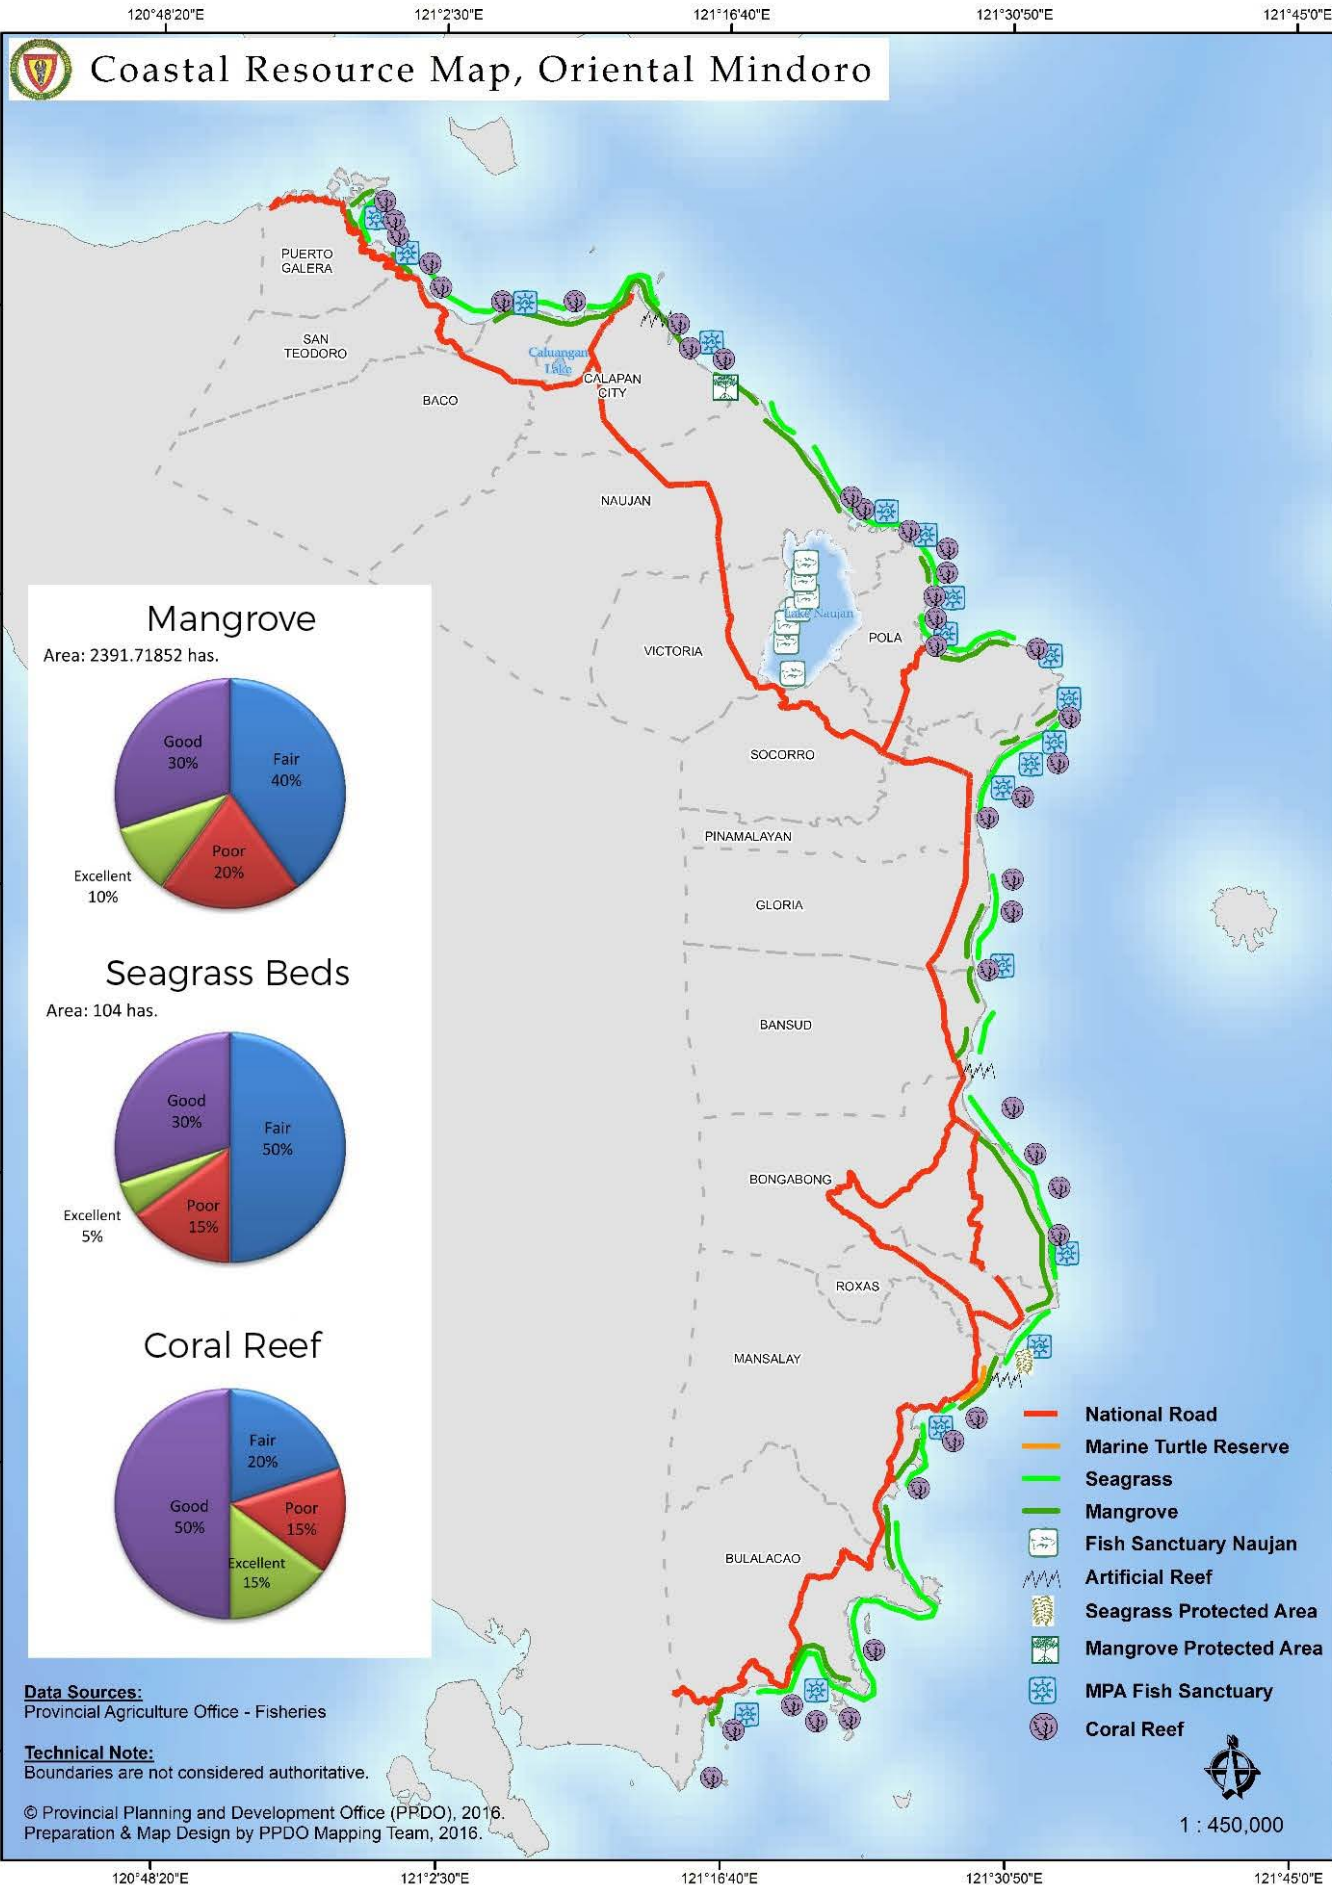 120°48'20"E
121°2'30"E
121°16'40"E
121°30'50"E
121°45'0"E
Coastal Resource Map, Oriental Mindoro
PUERTO
GALERA
SAN
TEODORO
BACO
Caluangan
Lake
CALAPAN
CITY
NAUJAN
Lake Naujan
VICTORIA
POLA
SOCORRO
PINAMALAYAN
GLORIA
BANSUD
BONGABONG
ROXAS
MANSALAY
BULALACAO
Mangrove
Area: 2391.71852 has.
Good
30%
Fair
40%
Poor
20%
Excellent
10%
Seagrass Beds
Area: 104 has.
Good
30%
Fair
50%
Poor
15%
Excellent
5%
Coral Reef
Fair
20%
Good
50%
Poor
15%
Excellent
15%
National Road
Marine Turtle Reserve
Seagrass
Mangrove
Fish Sanctuary Naujan
Artificial Reef
Seagrass Protected Area
Mangrove Protected Area
MPA Fish Sanctuary
Coral Reef
1 : 450,000
Data Sources:
Provincial Agriculture Office - Fisheries
Technical Note:
Boundaries are not considered authoritative.
© Provincial Planning and Development Office (PPDO), 2016.
Preparation & Map Design by PPDO Mapping Team, 2016.
120°48'20"E
121°2'30"E
121°16'40"E
121°30'50"E
121°45'0"E